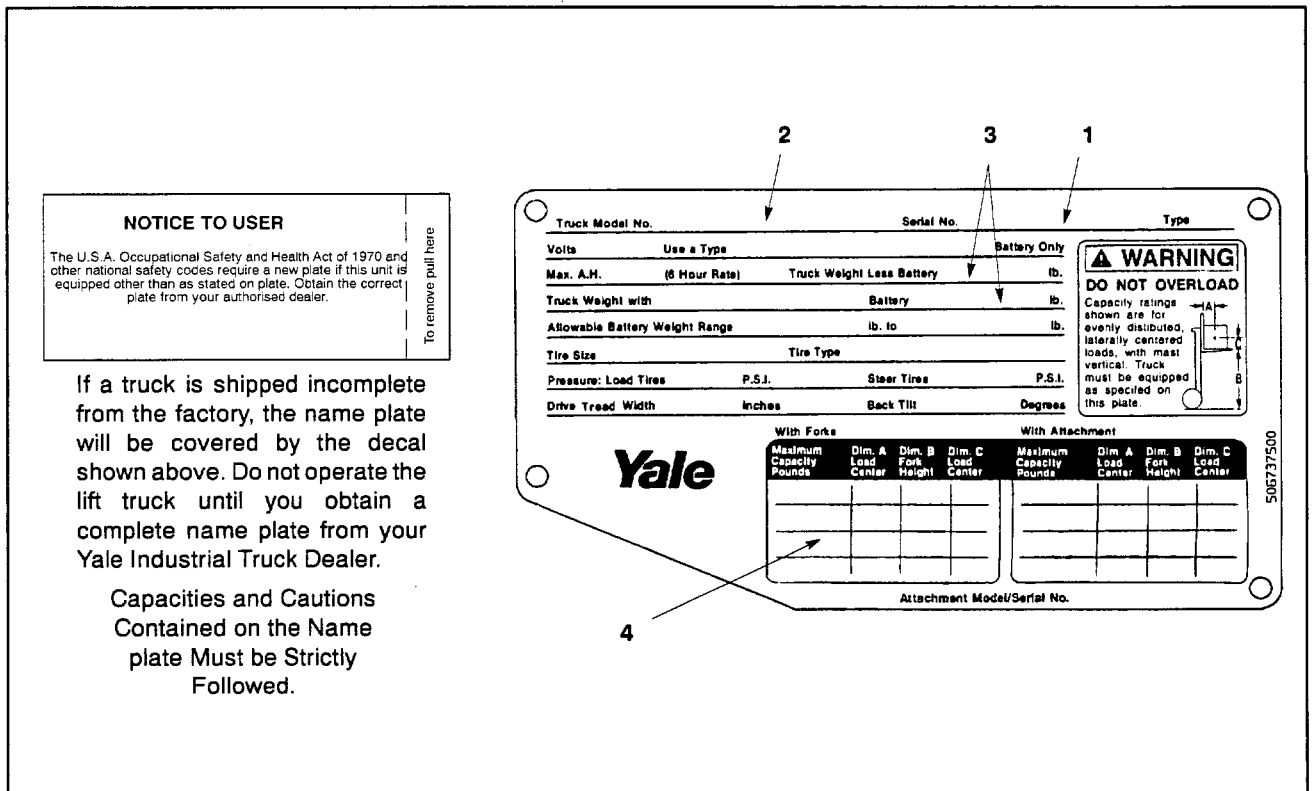 2 3 1
NOTICE TO USER
The U.S.A. Occupational Safety and Health Act of 1970 and
other national safety codes require a new plate if this unit is
equipped other than as stated on plate. Obtain the correct
plate from your authorised dealer.
To remove pull here
If a truck is shipped incomplete
from the factory, the name plate
will be covered by the decal
shown above. Do not operate the
lift truck until you obtain a
complete name plate from your
Yale Industrial Truck Dealer.
Capacities and Cautions
Contained on the Name
plate Must be Strictly
Followed.
Truck Model No. Serial No. Type
Volts Use a Type Battery Only
Max. A.H. (6 Hour Rate) Truck Weight Less Battery lb.
Truck Weight with Battery lb.
Allowable Battery Weight Range lb. to lb.
Tire Size Tire Type
Pressure: Load Tires P.S.I. Steer Tires P.S.I.
Drive Tread Width Inches Back Tilt Degrees
WARNING
DO NOT OVERLOAD
Capacity ratings
shown are for
evenly distibuted,
laterally centered
loads, with mast
vertical. Truck
must be equipped
as specifed on
this plate.
A
C
B
Yale
With Forks With Attachment
Maximum Dim. A Dim. B Dim. C Maximum Dim A Dim. B Dim. C
Capacity Load Fork Load Capacity Load Fork Load
Pounds Center Height Center Pounds Center Height Center
506737500
Attachment Model/Serial No.
4